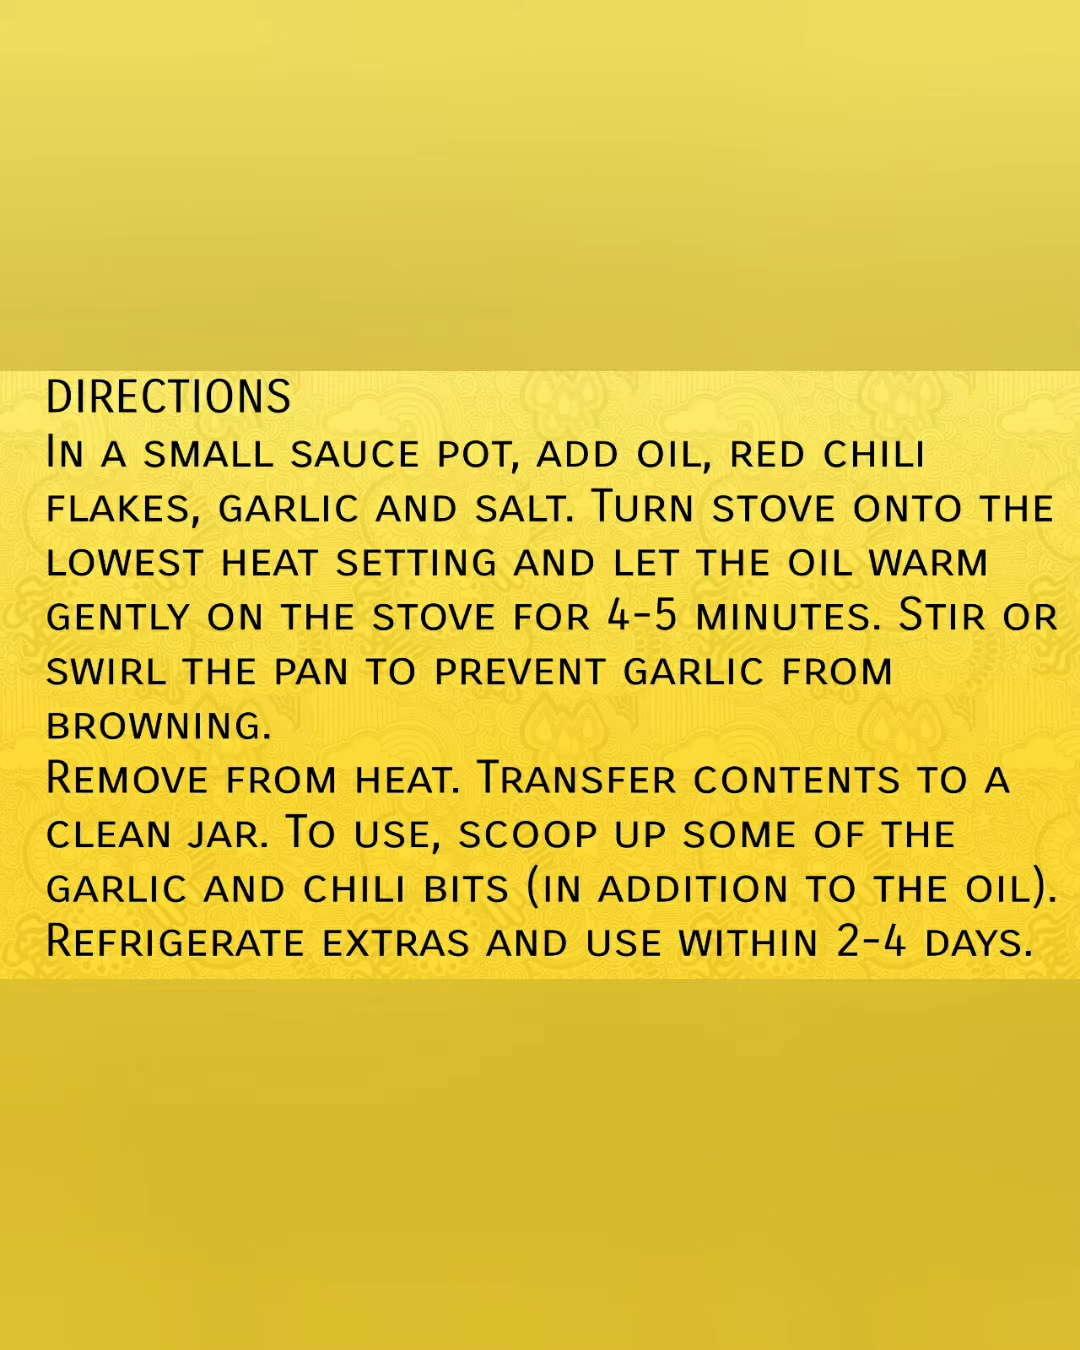 DIRECTIONS
In a small sauce pot, add oil, red chili
flakes, garlic and salt. Turn stove onto the
lowest heat setting and let the oil warm
gently on the stove for 4-5 minutes. Stir or
swirl the pan to prevent garlic from
browning.
Remove from heat. Transfer contents to a
clean jar. To use, scoop up some of the
garlic and chili bits (in addition to the oil).
Refrigerate extras and use within 2-4 days.